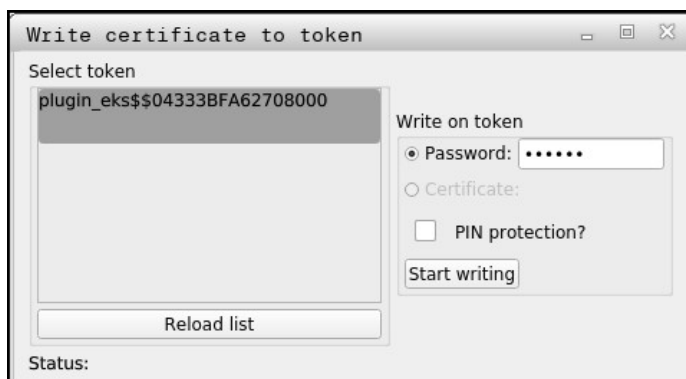 Write certificate to token
Select token
plugin_eks$$04333BFA62708000
Write on token
Password: ••••••
Certificate:
PIN protection?
Start writing
Reload list
Status: